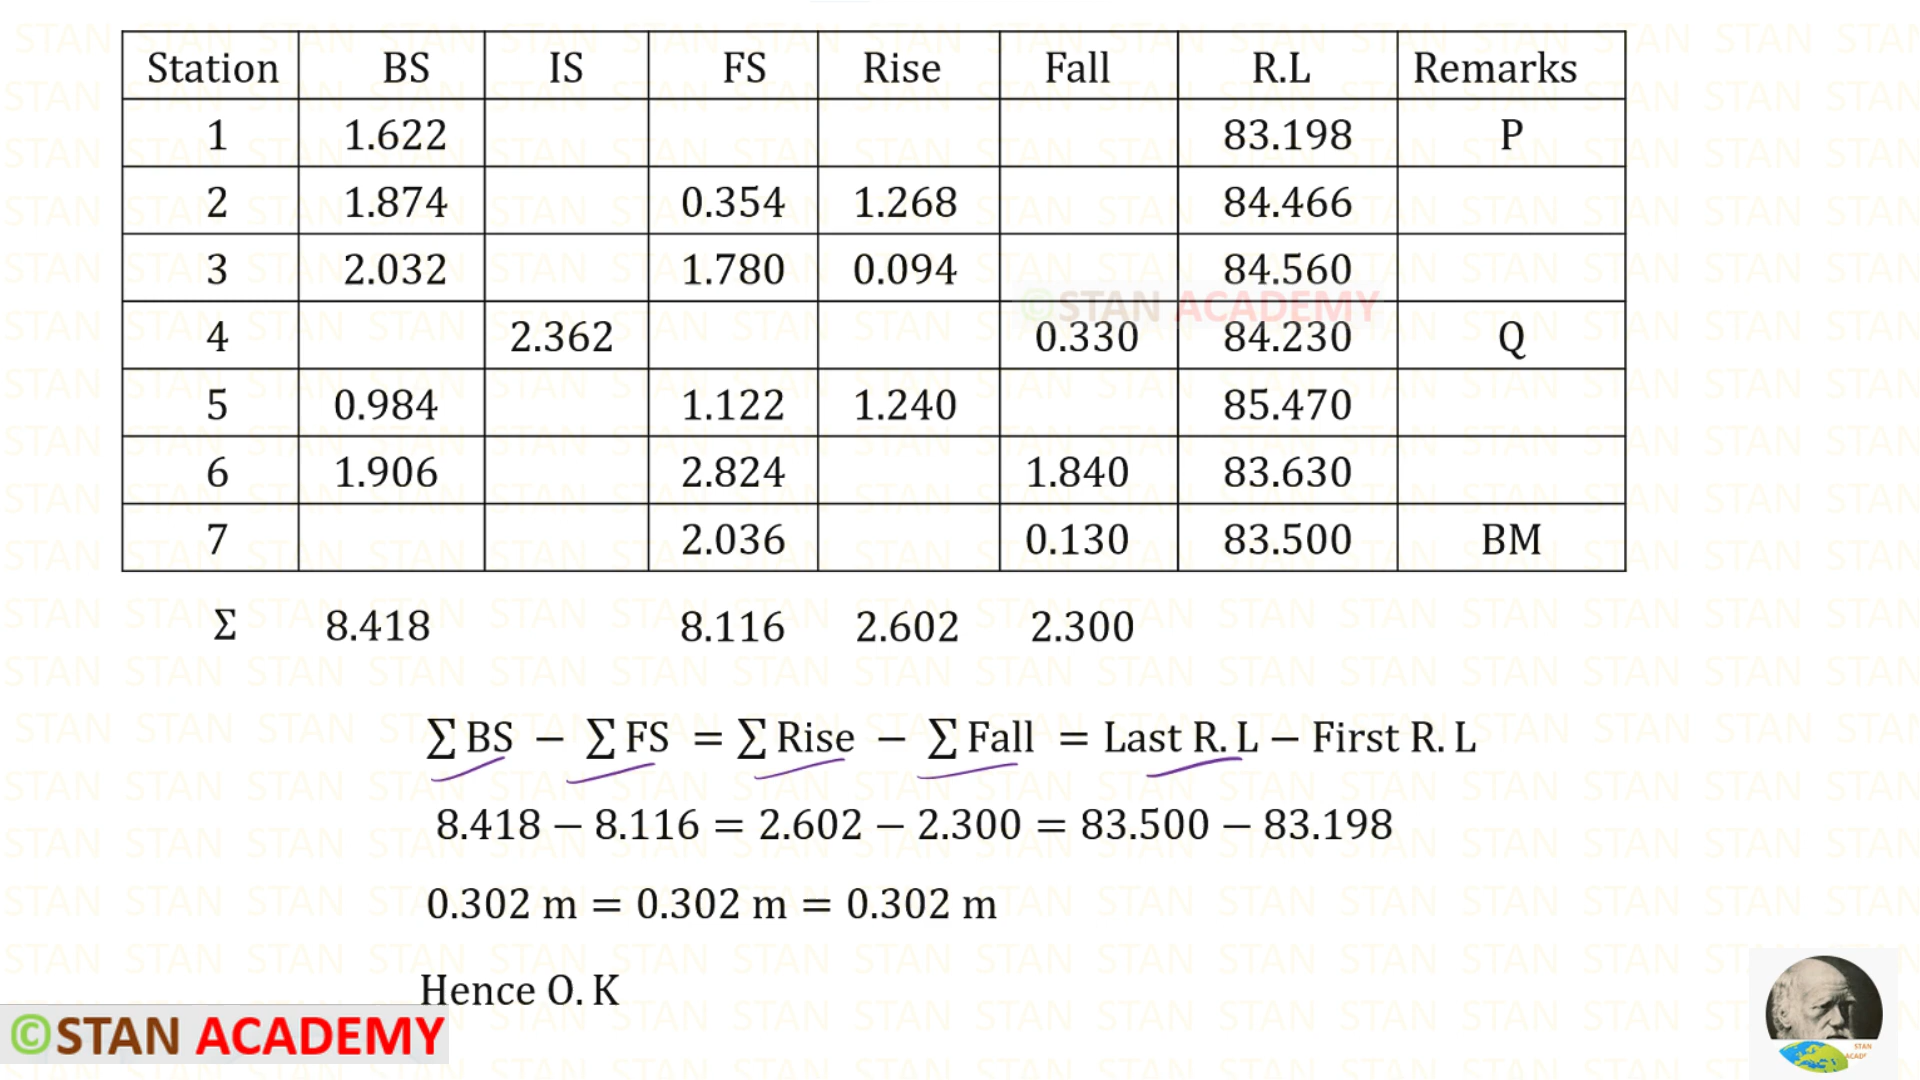 Station BS IS FS Rise Fall R.L Remarks
1 1.622 83.198 P
2 1.874 0.354 1.268 84.466
3 2.032 1.780 0.094 84.560
©STAN ACADEMY
4 2.362 0.330 84.230 Q
5 0.984 1.122 1.240 85.470
6 1.906 2.824 1.840 83.630
7 2.036 0.130 83.500 BM
Σ 8.418 8.116 2.602 2.300
∑ BS − ∑ FS = ∑ Rise − ∑ Fall = Last R. L − First R. L
8.418 − 8.116 = 2.602 − 2.300 = 83.500 − 83.198
0.302 m = 0.302 m = 0.302 m
Hence O. K
©STAN ACADEMY
STAN